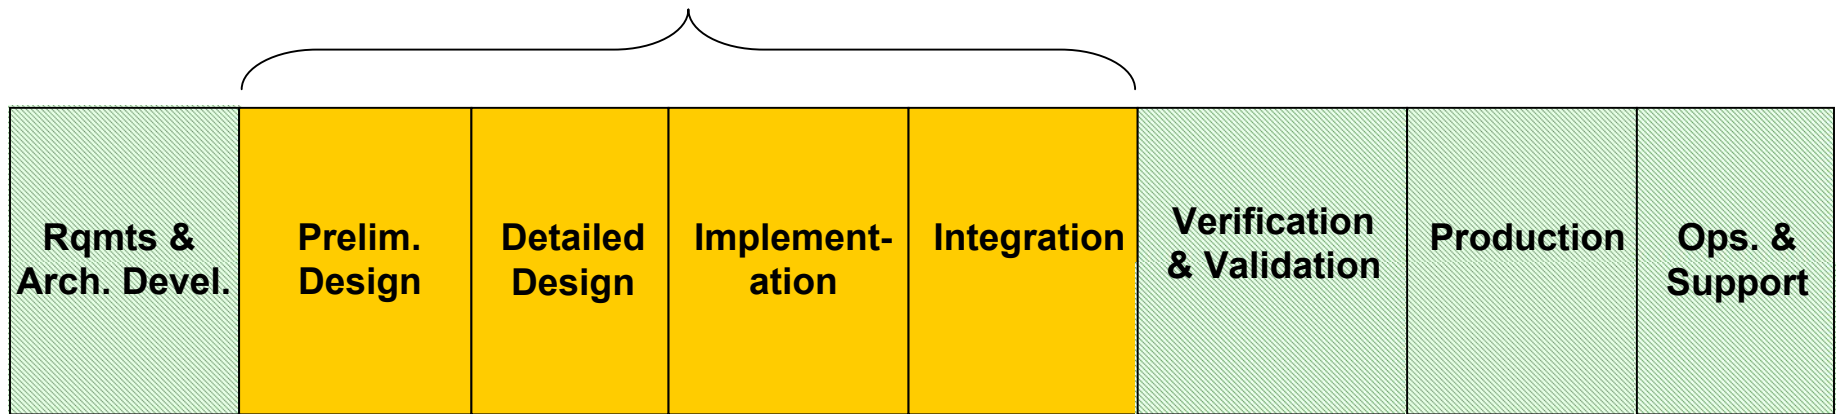 Rqmts &
Arch. Devel.
Prelim.
Design
Detailed
Design
Implement-
ation
Integration
Verification
& Validation
Production
Ops. &
Support